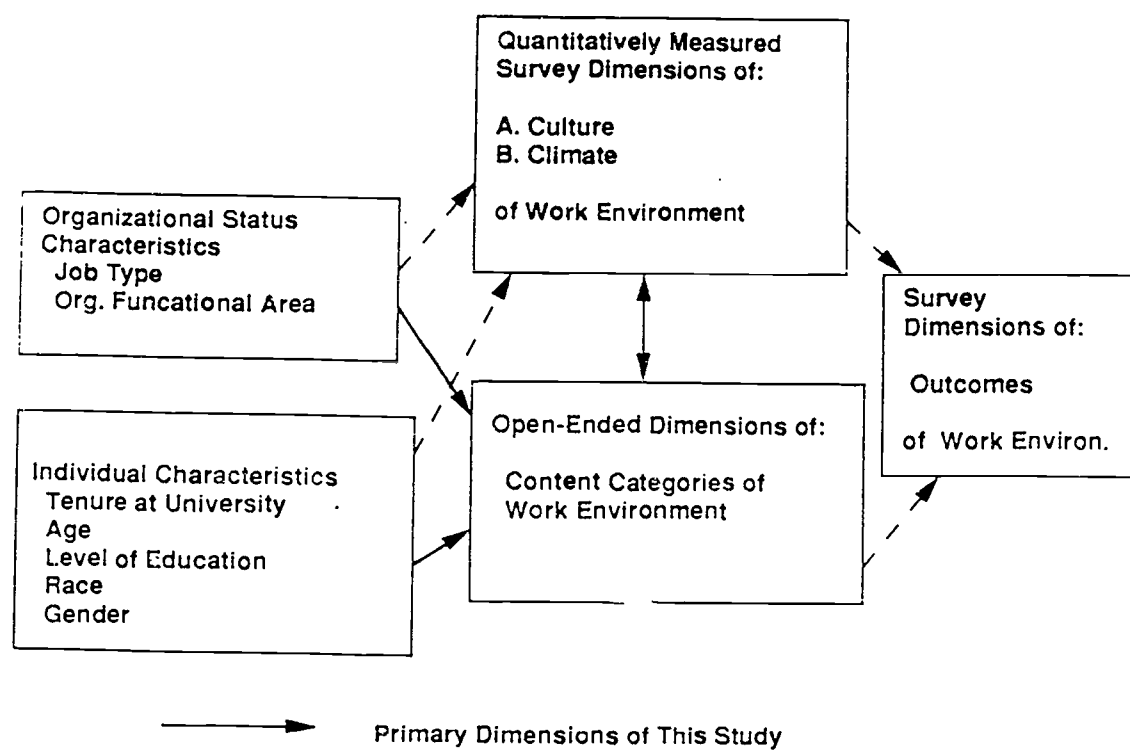 Quantitatively Measured
Survey Dimensions of:
A. Culture
B. Climate
of Work Environment
Organizational Status
Characteristics
Job Type
Org. Funcational Area
Survey
Dimensions of:
Outcomes
of Work Environ.
Open-Ended Dimensions of:
Content Categories of
Work Environment
Individual Characteristics
Tenure at University
Age
Level of Education
Race
Gender
Primary Dimensions of This Study